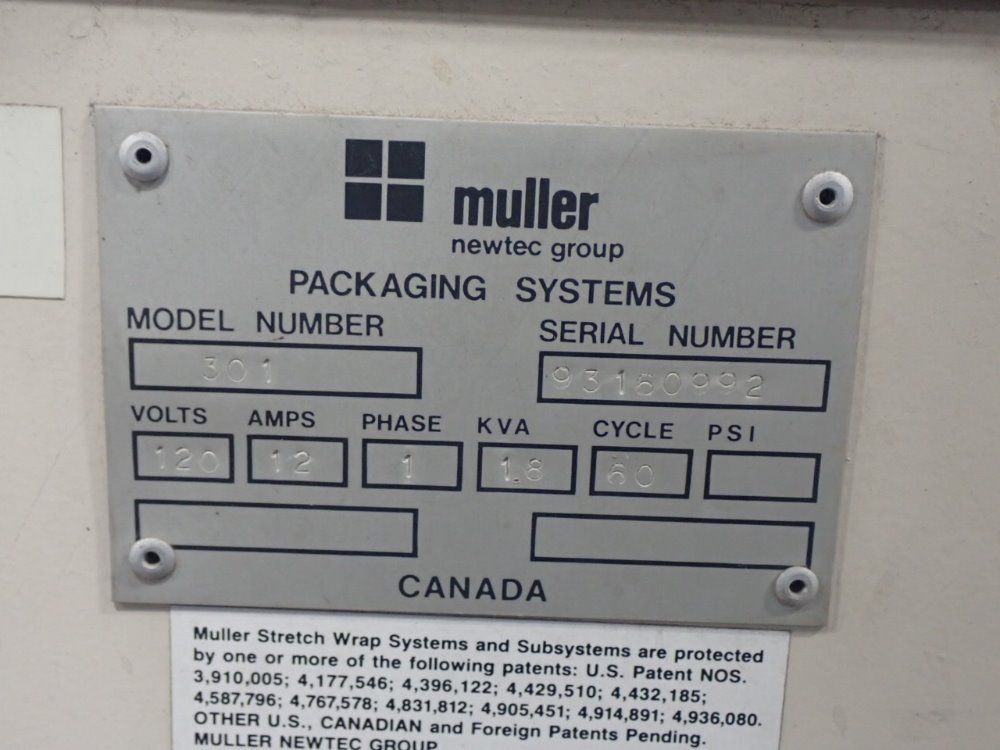 muller
newtec group
PACKAGING SYSTEMS
MODEL NUMBER SERIAL NUMBER
301 93160992
VOLTS AMPS PHASE KVA CYCLE PSI
120 12 1 1.8 60
CANADA
Muller Stretch Wrap Systems and Subsystems are protected
by one or more of the following patents: U.S. Patent NOS.
3,910,005; 4,177,546; 4,396,122; 4,429,510; 4,432,185;
4,587,796; 4,767,578; 4,831,812; 4,905,451; 4,914,891; 4,936,080.
OTHER U.S., CANADIAN and Foreign Patents Pending.
MULLER NEWTEC GROUP